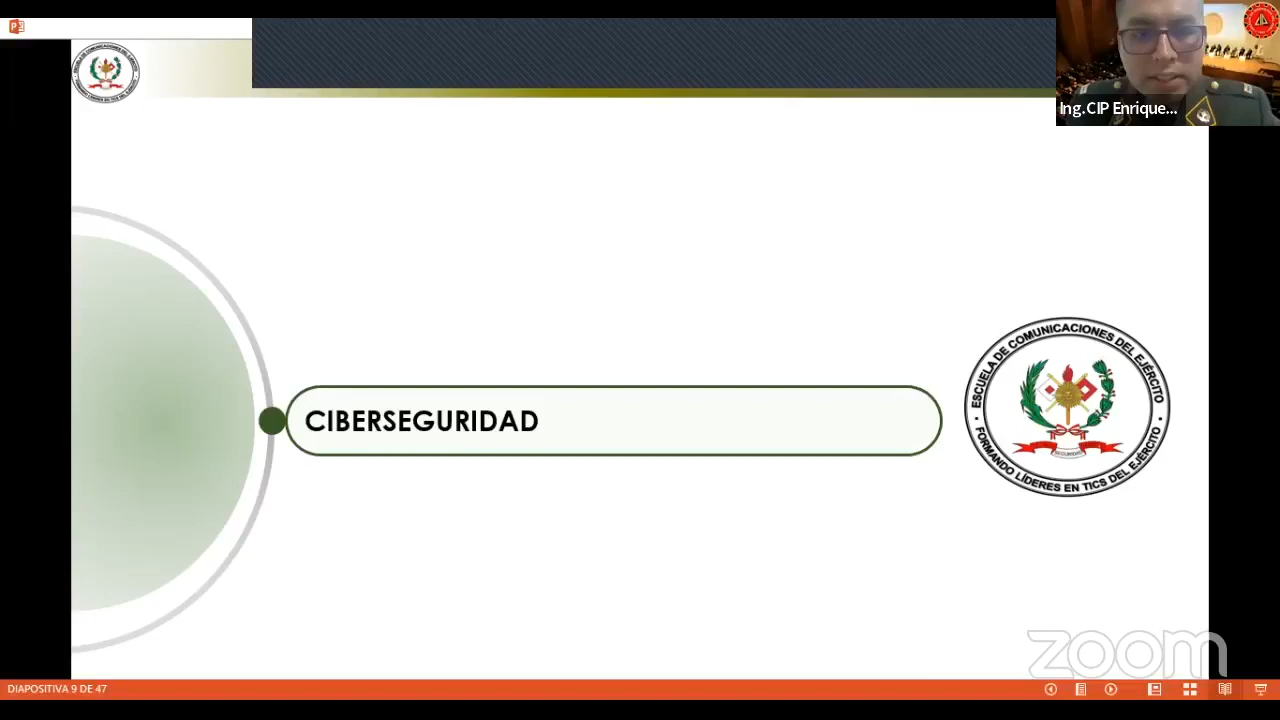 Ing.CIP Enrique...
CIBERSEGURIDAD
ESCUELA DE COMUNICACIONES DEL EJÉRCITO
FORMANDO LÍDERES EN TICS DEL EJÉRCITO
SEGURIDAD
zoom
DIAPOSITIVA 9 DE 47